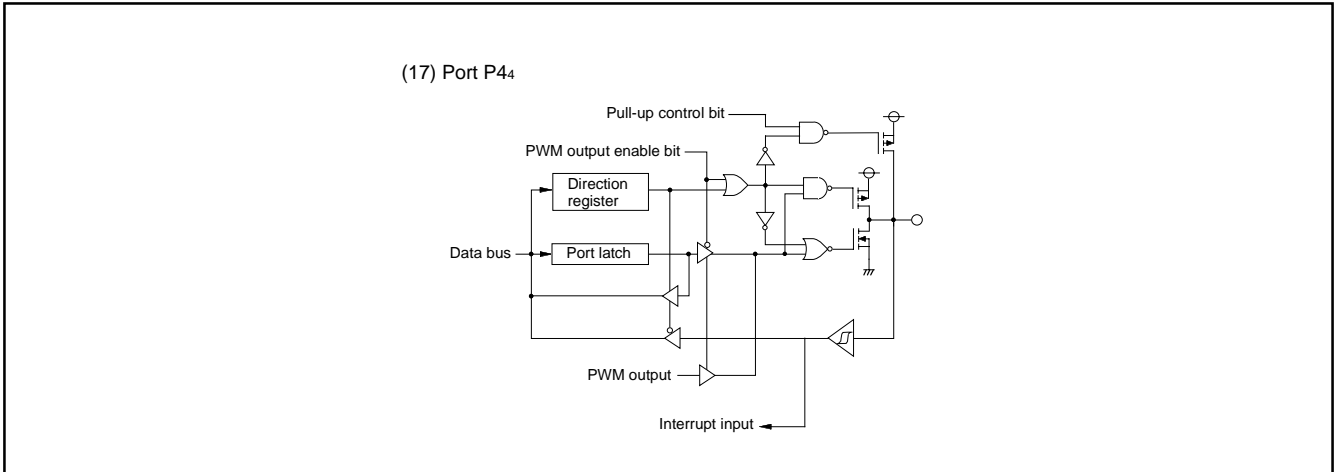 (17) Port P4₄
Pull-up control bit
PWM output enable bit
Direction
register
Data bus
Port latch
PWM output
Interrupt input